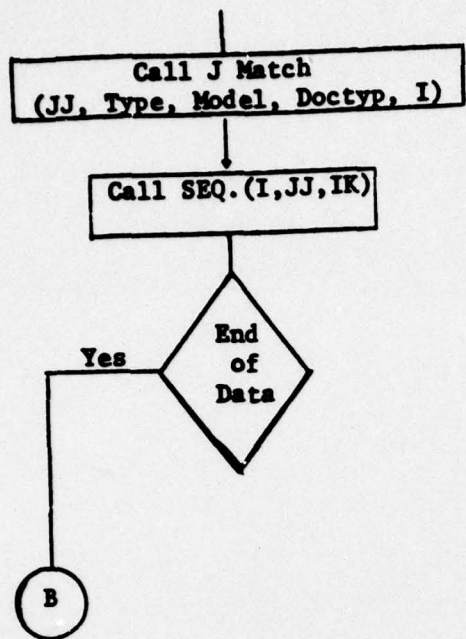 Call J Match
(JJ, Type, Model, Doctyp, I)
Call SEQ.(I,JJ,IK)
End
of
Data
Yes
B